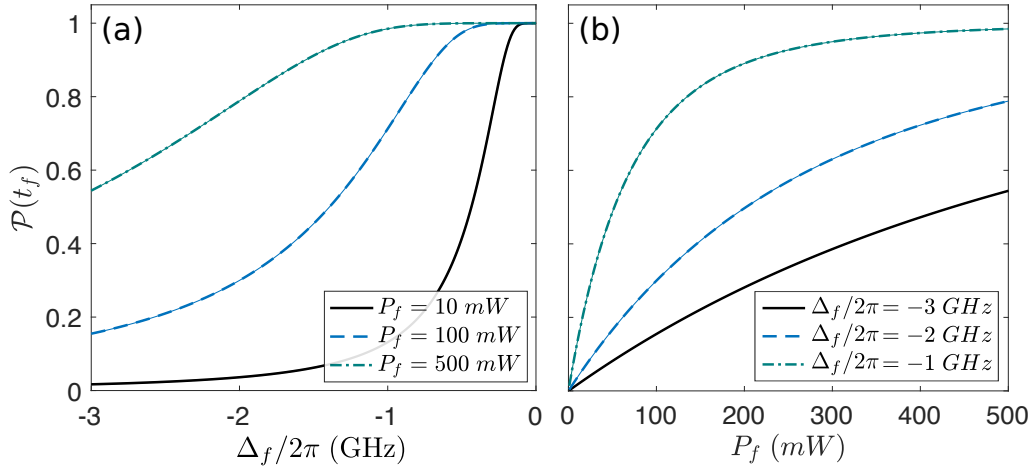 (a)
1
0.8
0.6
0.4
0.2
0
𝒫(t_f)
P_f = 10 mW
P_f = 100 mW
P_f = 500 mW
-3 -2 -1 0
Δ_f/2π (GHz)
(b)
Δ_f/2π = −3 GHz
Δ_f/2π = −2 GHz
Δ_f/2π = −1 GHz
0 100 200 300 400 500
P_f (mW)